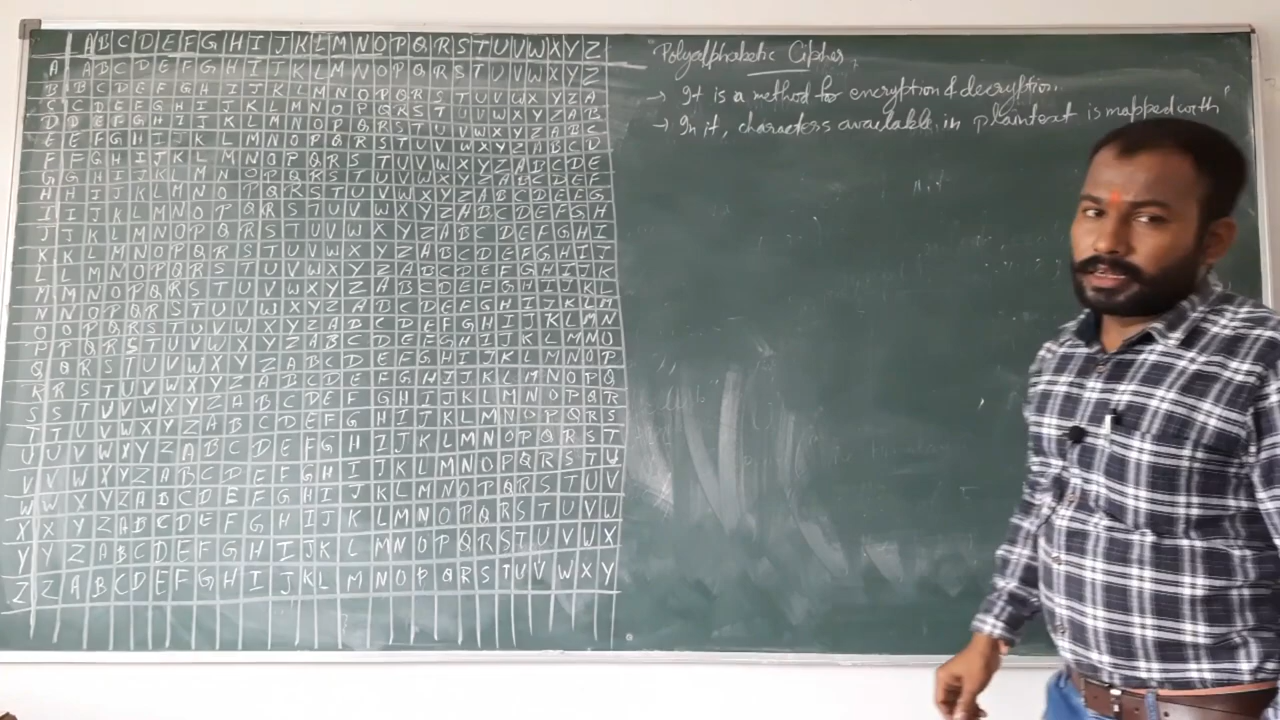 A B C D E F G H I J K L M N O P Q R S T U V W X Y Z
A A B C D E F G H I J K L M N O P Q R S T U V W X Y Z
B B C D E F G H I J K L M N O P Q R S T U V W X Y Z A
C C D E F G H I J K L M N O P Q R S T U V W X Y Z A B
D D E F G H I J K L M N O P Q R S T U V W X Y Z A B C
E E F G H I J K L M N O P Q R S T U V W X Y Z A B C D
F F G H I J K L M N O P Q R S T U V W X Y Z A B C D E
G G H I J K L M N O P Q R S T U V W X Y Z A B C D E F
H H I J K L M N O P Q R S T U V W X Y Z A B C D E F G
I I J K L M N O P Q R S T U V W X Y Z A B C D E F G H
J J K L M N O P Q R S T U V W X Y Z A B C D E F G H I
K K L M N O P Q R S T U V W X Y Z A B C D E F G H I J
L L M N O P Q R S T U V W X Y Z A B C D E F G H I J K
M M N O P Q R S T U V W X Y Z A B C D E F G H I J K L
N N O P Q R S T U V W X Y Z A B C D E F G H I J K L M
O O P Q R S T U V W X Y Z A B C D E F G H I J K L M N
P P Q R S T U V W X Y Z A B C D E F G H I J K L M N O
Q Q R S T U V W X Y Z A B C D E F G H I J K L M N O P
R R S T U V W X Y Z A B C D E F G H I J K L M N O P Q
S S T U V W X Y Z A B C D E F G H I J K L M N O P Q R
T T U V W X Y Z A B C D E F G H I J K L M N O P Q R S
U U V W X Y Z A B C D E F G H I J K L M N O P Q R S T
V V W X Y Z A B C D E F G H I J K L M N O P Q R S T U
W W X Y Z A B C D E F G H I J K L M N O P Q R S T U V
X X Y Z A B C D E F G H I J K L M N O P Q R S T U V W
Y Y Z A B C D E F G H I J K L M N O P Q R S T U V W X
Z Z A B C D E F G H I J K L M N O P Q R S T U V W X Y
Polyalphabetic Cipher
→ It is a method for encryption & decryption.
→ In it, characters available in plaintext is mapped with